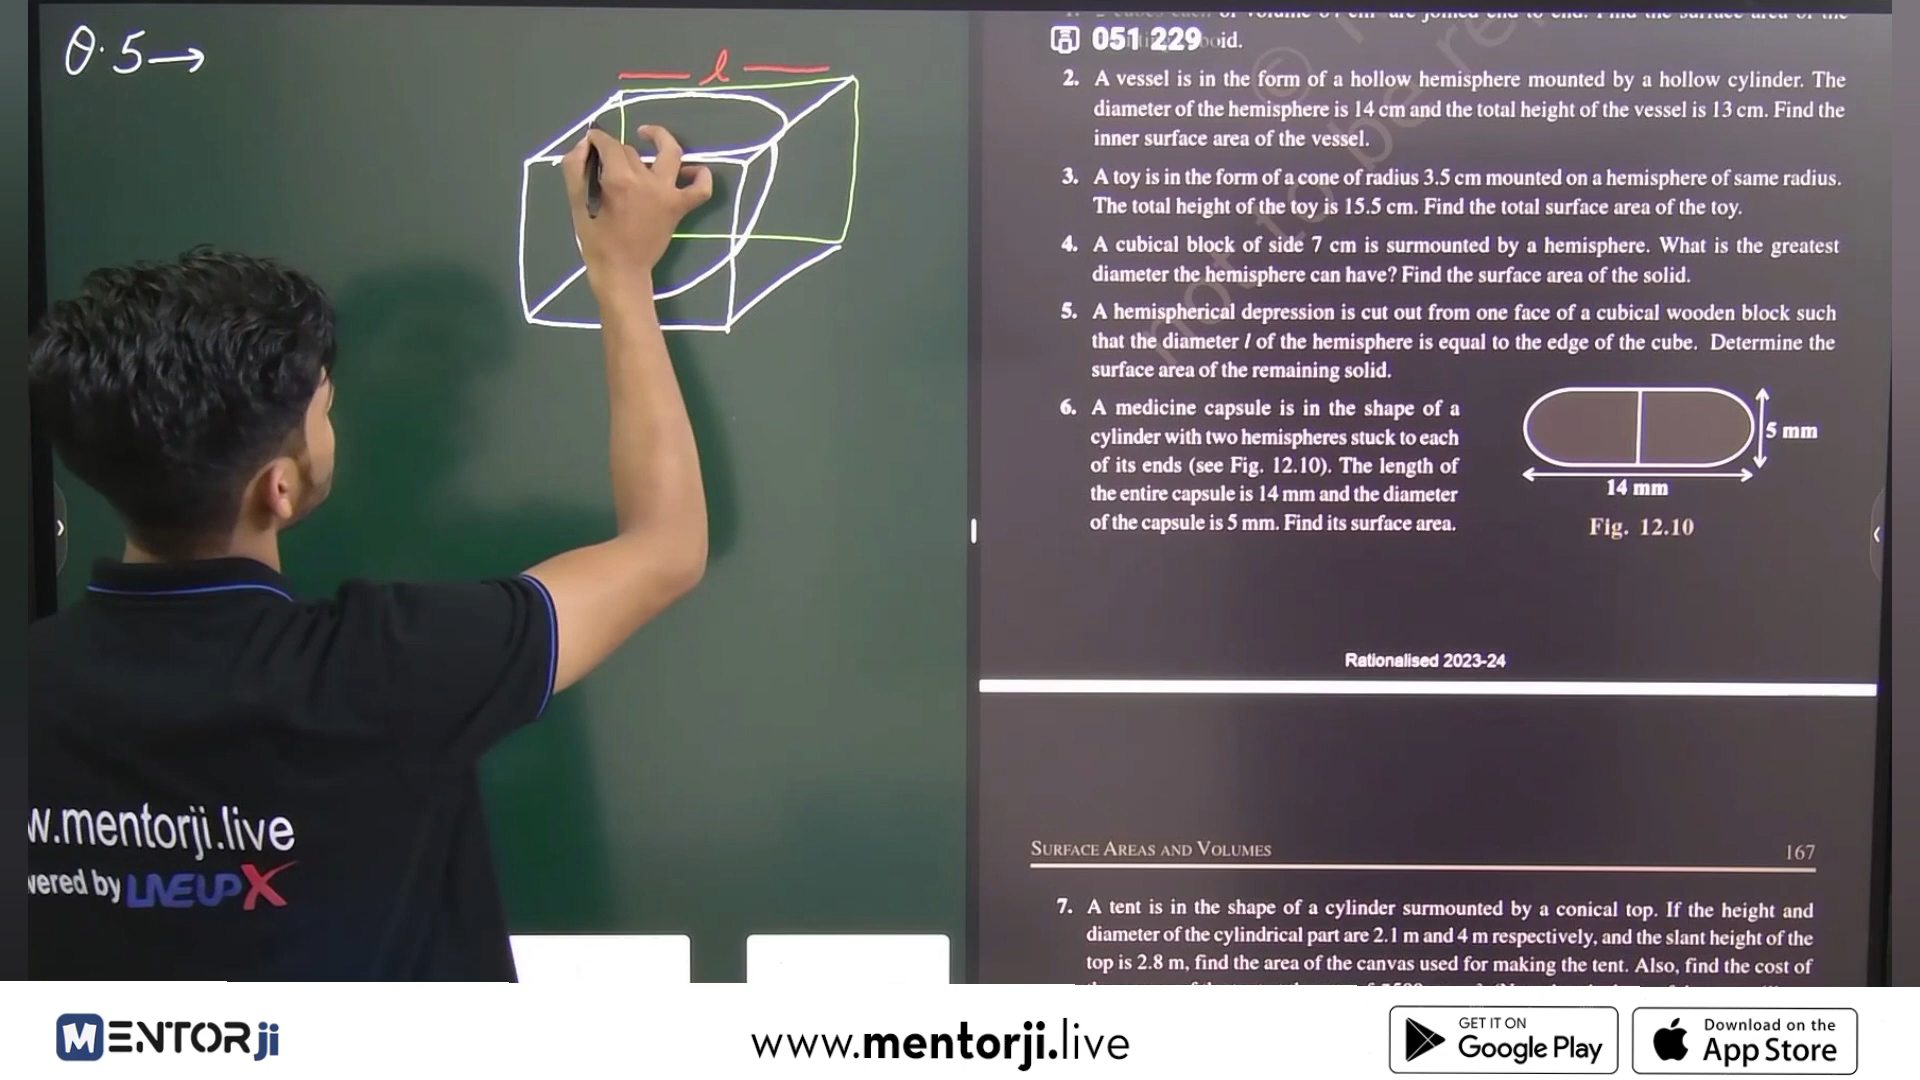 Q.5→
l
051 229 oid.
2. A vessel is in the form of a hollow hemisphere mounted by a hollow cylinder. The
diameter of the hemisphere is 14 cm and the total height of the vessel is 13 cm. Find the
inner surface area of the vessel.
3. A toy is in the form of a cone of radius 3.5 cm mounted on a hemisphere of same radius.
The total height of the toy is 15.5 cm. Find the total surface area of the toy.
4. A cubical block of side 7 cm is surmounted by a hemisphere. What is the greatest
diameter the hemisphere can have? Find the surface area of the solid.
5. A hemispherical depression is cut out from one face of a cubical wooden block such
that the diameter l of the hemisphere is equal to the edge of the cube. Determine the
surface area of the remaining solid.
6. A medicine capsule is in the shape of a
cylinder with two hemispheres stuck to each
of its ends (see Fig. 12.10). The length of
the entire capsule is 14 mm and the diameter
of the capsule is 5 mm. Find its surface area.
5 mm
14 mm
Fig. 12.10
not to be re
Rationalised 2023-24
SURFACE AREAS AND VOLUMES 167
7. A tent is in the shape of a cylinder surmounted by a conical top. If the height and
diameter of the cylindrical part are 2.1 m and 4 m respectively, and the slant height of the
top is 2.8 m, find the area of the canvas used for making the tent. Also, find the cost of
w.mentorji.live
wered by LIVEUPX
MENTORji
www.mentorji.live
GET IT ON
Google Play
Download on the
App Store